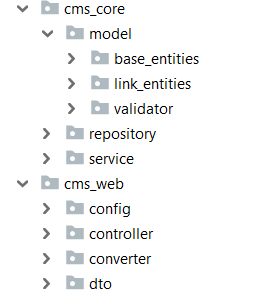 cms_core
model
base_entities
link_entities
validator
repository
service
cms_web
config
controller
converter
dto